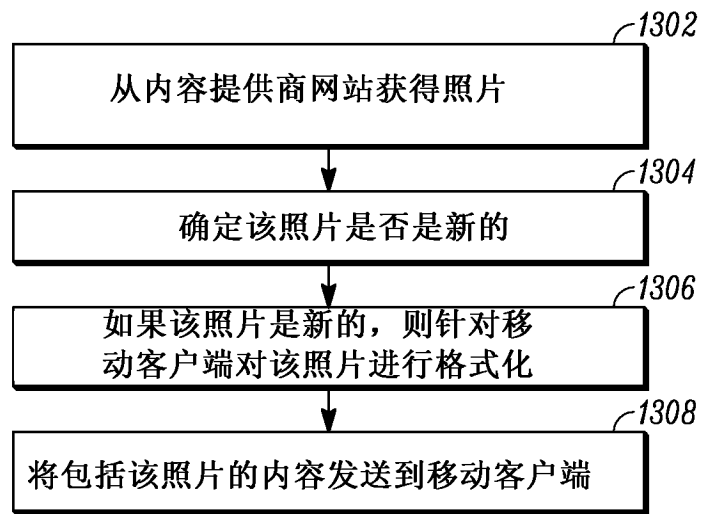 1302
从内容提供商网站获得照片
1304
确定该照片是否是新的
1306
如果该照片是新的，则针对移
动客户端对该照片进行格式化
1308
将包括该照片的内容发送到移动客户端